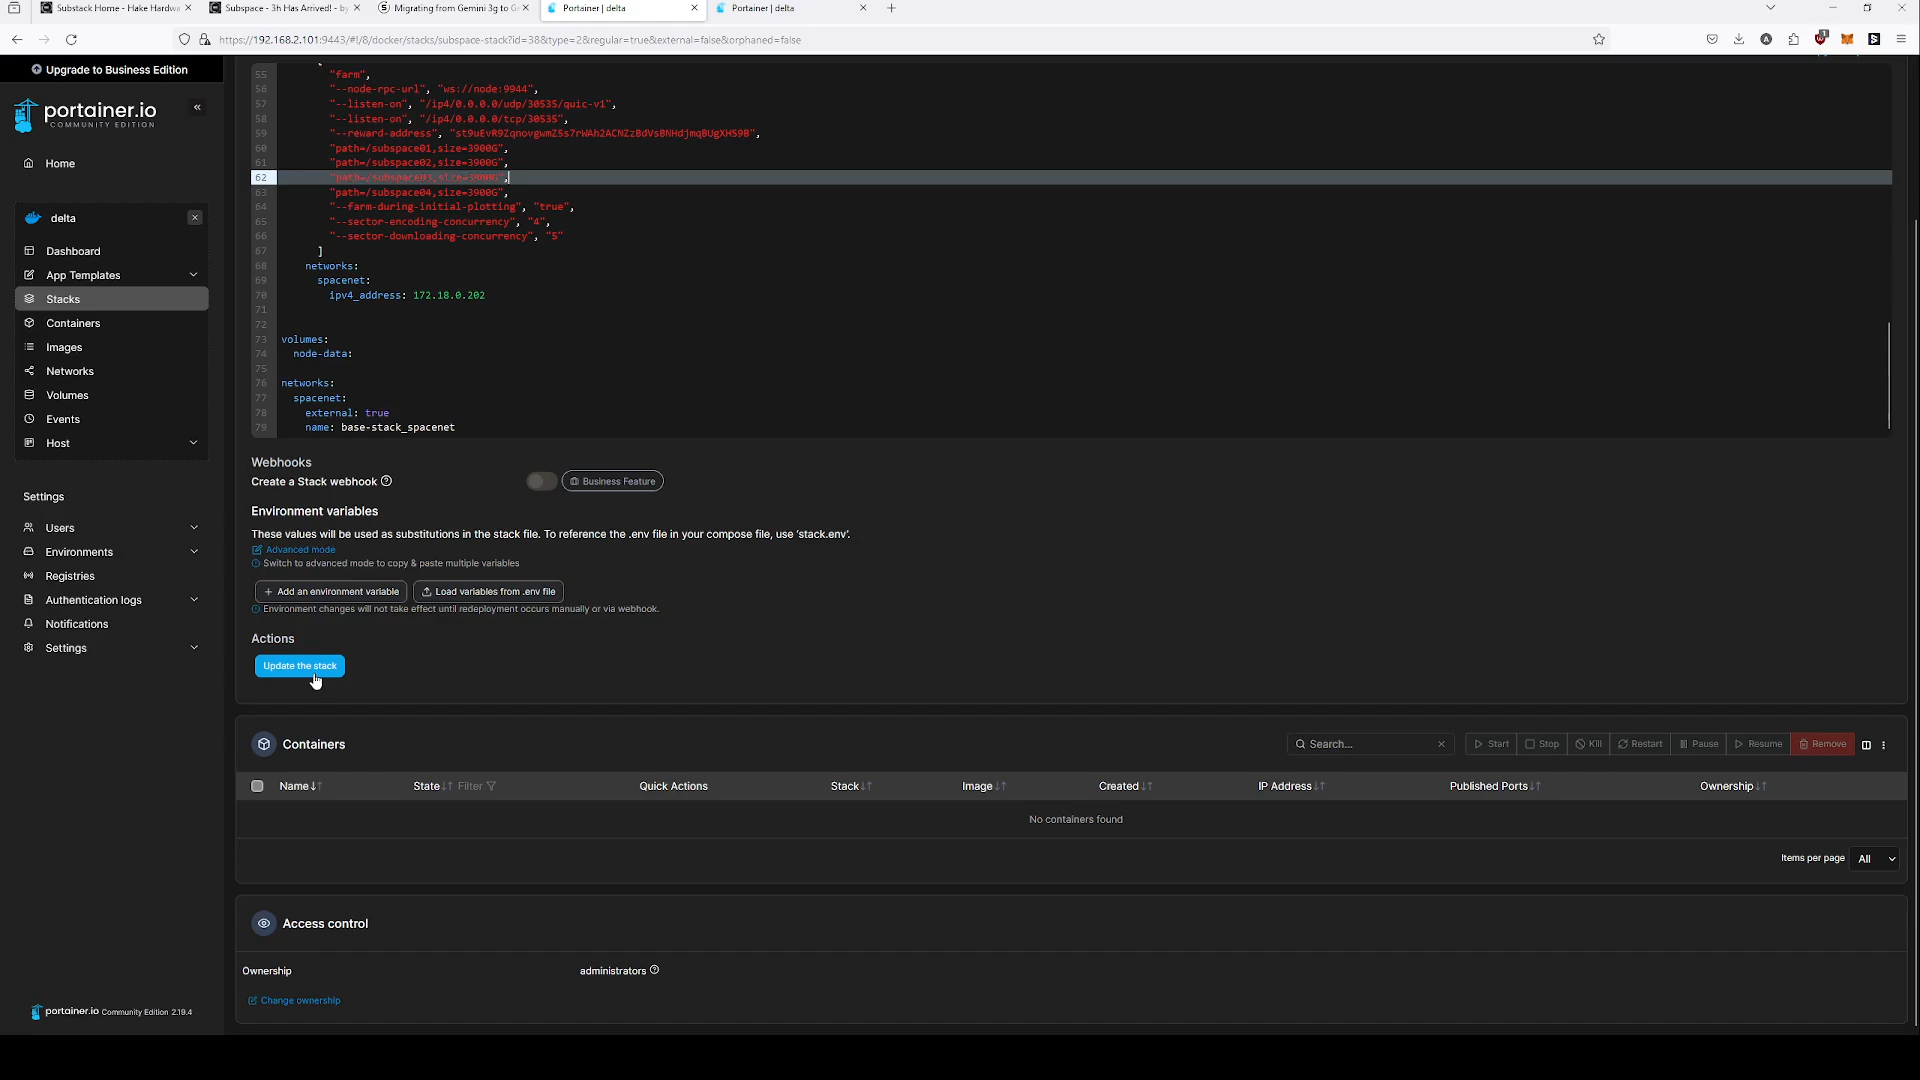 Substack Home - Hake Hardwa
Subspace - 3h Has Arrived! - by
Migrating from Gemini 3g to Ge
Portainer | delta
Portainer | delta
https://192.168.2.101:9443/#!/8/docker/stacks/subspace-stack?id=38&type=2&regular=true&external=false&orphaned=false
Upgrade to Business Edition
portainer.io
COMMUNITY EDITION
Home
delta
Dashboard
App Templates
Stacks
Containers
Images
Networks
Volumes
Events
Host
Settings
Users
Environments
Registries
Authentication logs
Notifications
Settings
portainer.io Community Edition 2.19.4
55 "farm",
56 "--node-rpc-url", "ws://node:9944",
57 "--listen-on", "/ip4/0.0.0.0/udp/30535/quic-v1",
58 "--listen-on", "/ip4/0.0.0.0/tcp/30535",
59 "--reward-address",
60 "path=/subspace01,size=3900G",
61 "path=/subspace02,size=3900G",
62 "path=/subspace03,size=3900G",
63 "path=/subspace04,size=3900G",
64 "--farm-during-initial-plotting", "true",
65 "--sector-encoding-concurrency", "4",
66 "--sector-downloading-concurrency", "5"
67 ]
68 networks:
69 spacenet:
70 ipv4_address: 172.18.0.202
71
72
73 volumes:
74 node-data:
75
76 networks:
77 spacenet:
78 external: true
79 name: base-stack_spacenet
Webhooks
Create a Stack webhook
Business Feature
Environment variables
These values will be used as substitutions in the stack file. To reference the .env file in your compose file, use 'stack.env'.
Advanced mode
Switch to advanced mode to copy & paste multiple variables
+ Add an environment variable
Load variables from .env file
Environment changes will not take effect until redeployment occurs manually or via webhook.
Actions
Update the stack
Containers
Search...
Start
Stop
Kill
Restart
Pause
Resume
Remove
Name
State
Filter
Quick Actions
Stack
Image
Created
IP Address
Published Ports
Ownership
No containers found
Items per page
All
Access control
Ownership
administrators
Change ownership